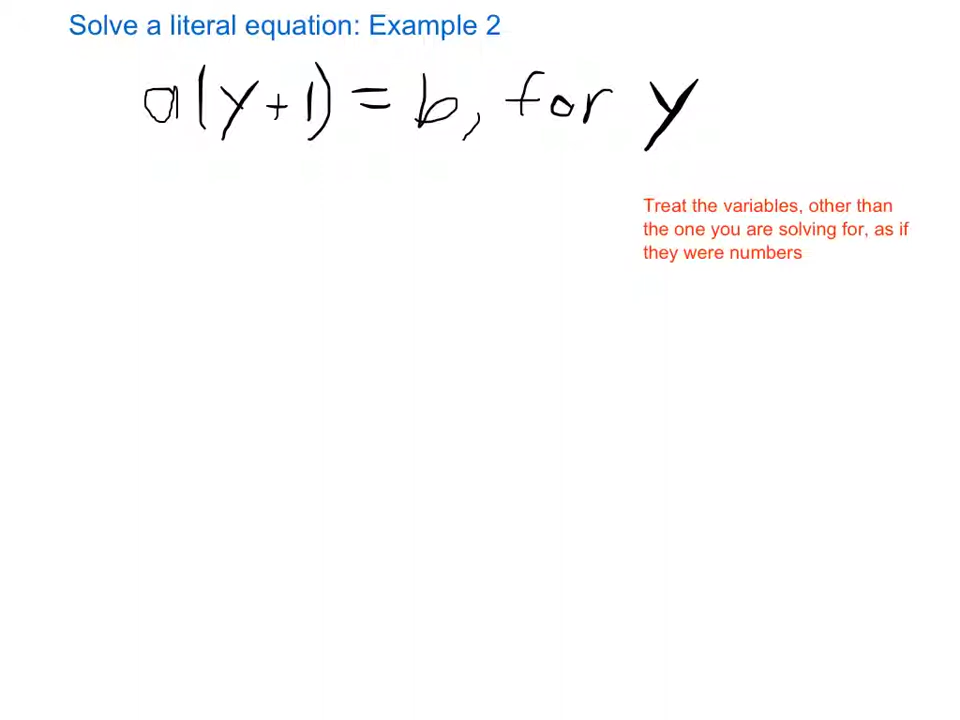 Solve a literal equation: Example 2
a(y+1) = b, for y
Treat the variables, other than
the one you are solving for, as if
they were numbers